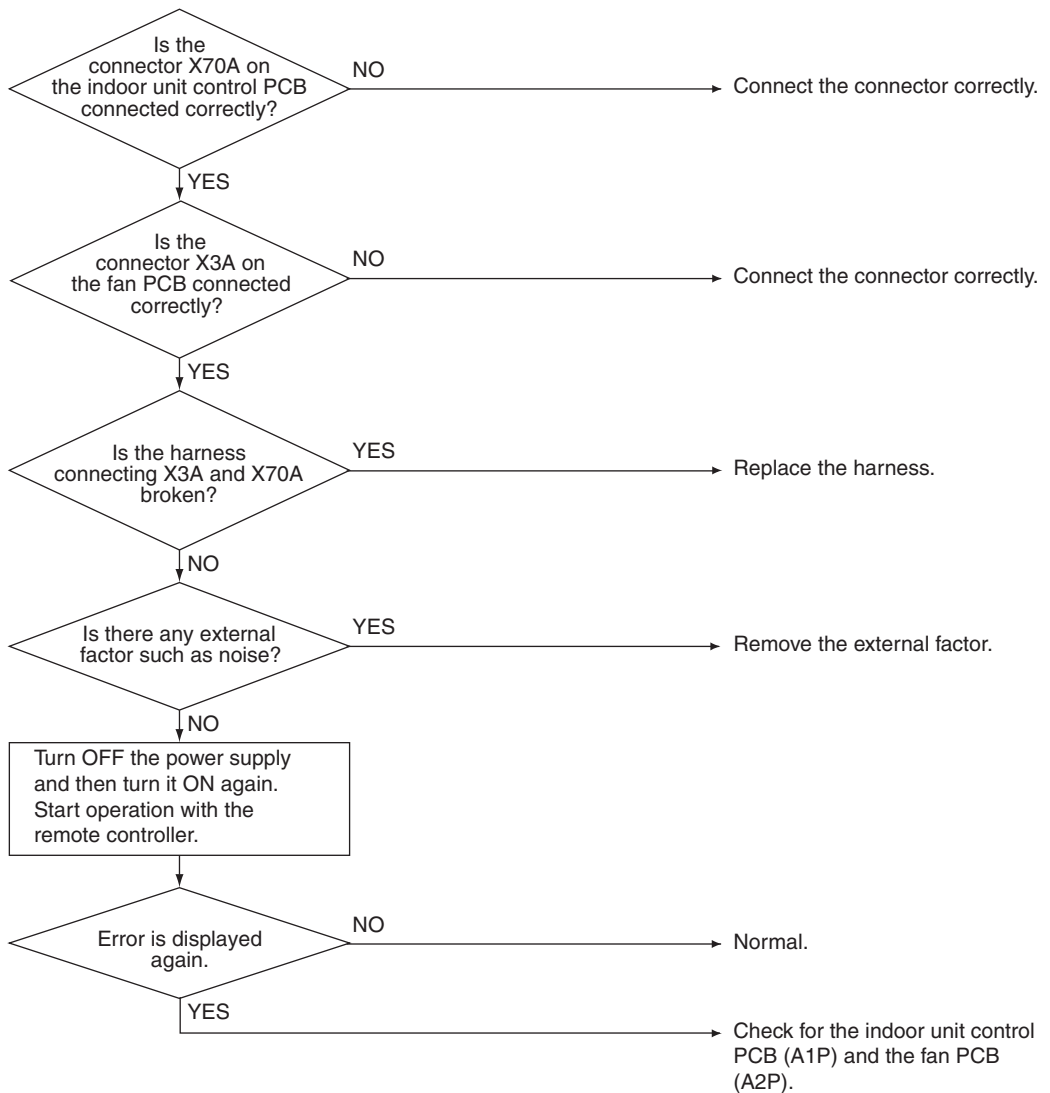 Is the
connector X70A on
the indoor unit control PCB
connected correctly?
NO
Connect the connector correctly.
YES
Is the
connector X3A on
the fan PCB connected
correctly?
NO
Connect the connector correctly.
YES
Is the harness
connecting X3A and X70A
broken?
YES
Replace the harness.
NO
Is there any external
factor such as noise?
YES
Remove the external factor.
NO
Turn OFF the power supply
and then turn it ON again.
Start operation with the
remote controller.
Error is displayed
again.
NO
Normal.
YES
Check for the indoor unit control
PCB (A1P) and the fan PCB
(A2P).